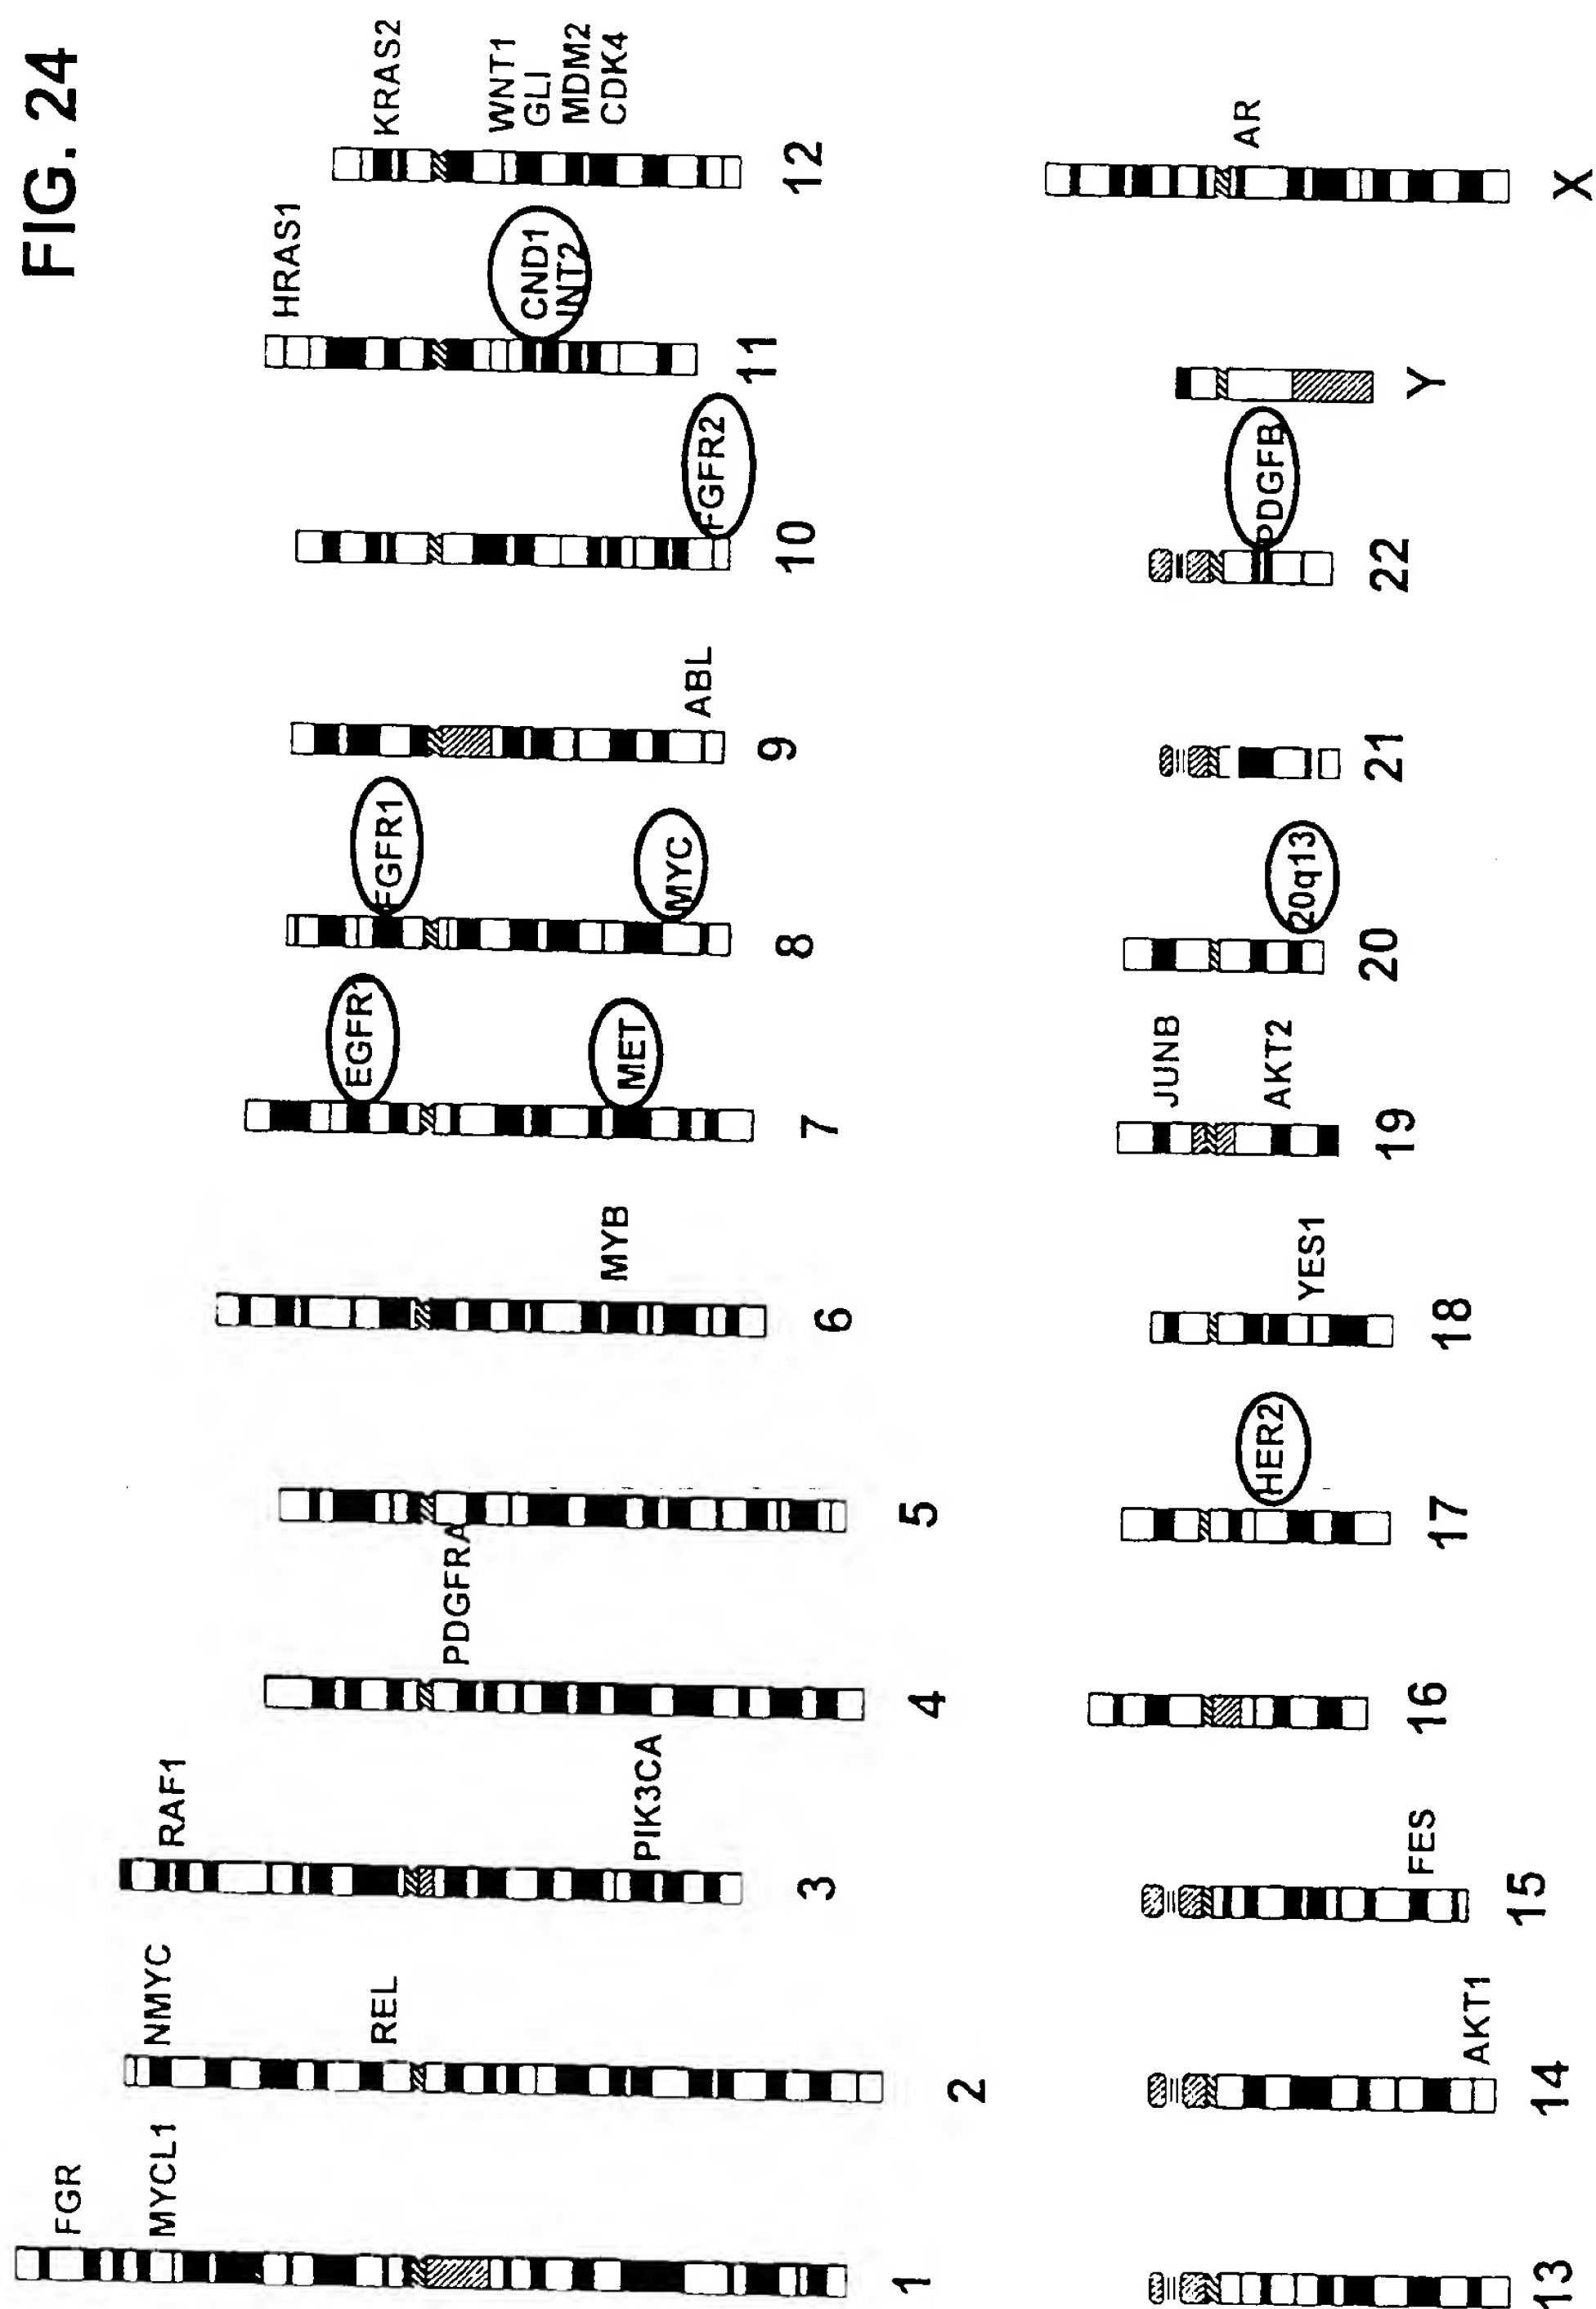 FIG. 24
FGR
MYCL1
1
NMYC
REL
2
RAF1
PIK3CA
3
PDGFRA
4
5
MYB
6
EGFR1
MET
7
FGFR1
MYC
8
ABL
9
FGFR2
10
HRAS1
CND1
INT2
11
KRAS2
WNT1
GLI
MDM2
CDK4
12
13
AKT1
14
FES
15
16
HER2
17
YES1
18
JUNB
AKT2
19
20q13
20
21
PDGFB
22
Y
AR
X